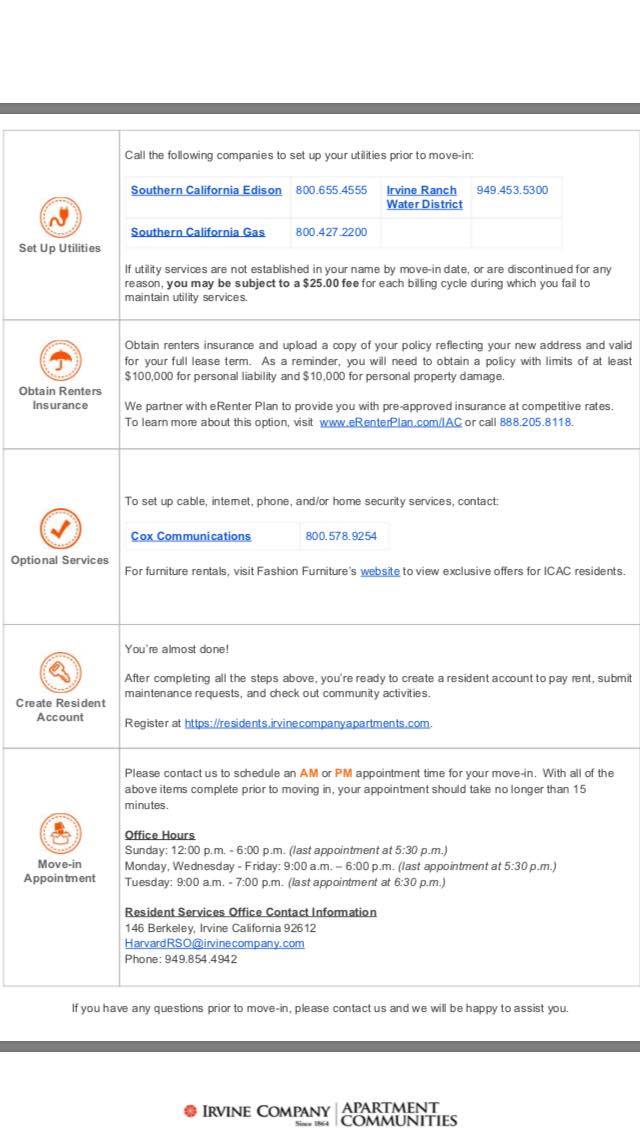 Call the following companies to set up your utilities prior to move-in:
Southern California Edison 800.655.4555 Irvine Ranch 949.453.5300
Water District
Southern California Gas 800.427.2200
Set Up Utilities
If utility services are not established in your name by move-in date, or are discontinued for any
reason, you may be subject to a $25.00 fee for each billing cycle during which you fail to
maintain utility services.
Obtain Renters
Insurance
Obtain renters insurance and upload a copy of your policy reflecting your new address and valid
for your full lease term. As a reminder, you will need to obtain a policy with limits of at least
$100,000 for personal liability and $10,000 for personal property damage.
We partner with eRenter Plan to provide you with pre-approved insurance at competitive rates.
To learn more about this option, visit www.eRenterPlan.com/IAC or call 888.205.8118.
Optional Services
To set up cable, internet, phone, and/or home security services, contact:
Cox Communications 800.578.9254
For furniture rentals, visit Fashion Furniture's website to view exclusive offers for ICAC residents.
Create Resident
Account
You're almost done!
After completing all the steps above, you're ready to create a resident account to pay rent, submit
maintenance requests, and check out community activities.
Register at https://residents.irvinecompanyapartments.com.
Move-in
Appointment
Please contact us to schedule an AM or PM appointment time for your move-in. With all of the
above items complete prior to moving in, your appointment should take no longer than 15
minutes.
Office Hours
Sunday: 12:00 p.m. - 6:00 p.m. (last appointment at 5:30 p.m.)
Monday, Wednesday - Friday: 9:00 a.m. – 6:00 p.m. (last appointment at 5:30 p.m.)
Tuesday: 9:00 a.m. - 7:00 p.m. (last appointment at 6:30 p.m.)
Resident Services Office Contact Information
146 Berkeley, Irvine California 92612
HarvardRSO@irvinecompany.com
Phone: 949.854.4942
If you have any questions prior to move-in, please contact us and we will be happy to assist you.
IRVINE COMPANY
Since 1864
APARTMENT
COMMUNITIES